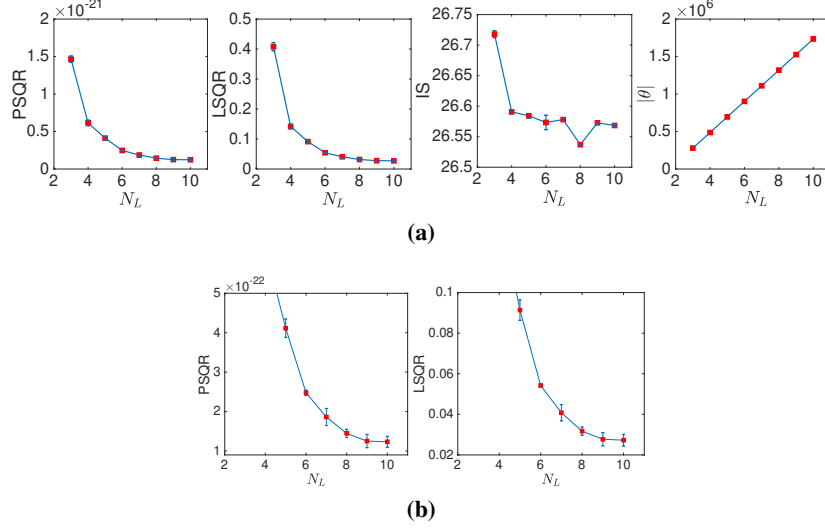 ×10⁻²¹
2
1.5
1
0.5
0
2 4 6 8 10
PSQR
N_L
0.5
0.4
0.3
0.2
0.1
0
2 4 6 8 10
LSQR
N_L
26.75
26.7
26.65
26.6
26.55
26.5
2 4 6 8 10
IS
N_L
×10⁶
2
1.5
1
0.5
0
2 4 6 8 10
|θ|
N_L
(a)
×10⁻²²
5
4
3
2
1
2 4 6 8 10
PSQR
N_L
0.1
0.08
0.06
0.04
0.02
2 4 6 8 10
LSQR
N_L
(b)